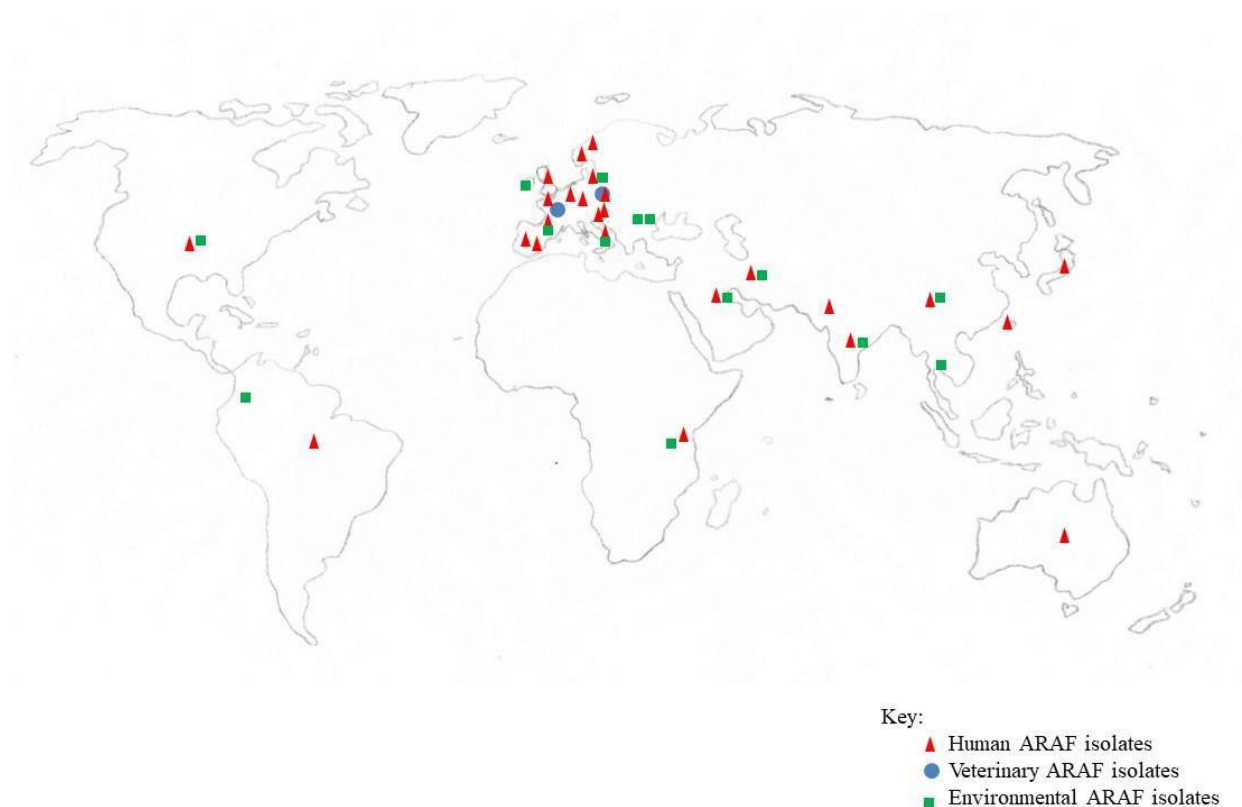 Key:
Human ARAF isolates
Veterinary ARAF isolates
Environmental ARAF isolates